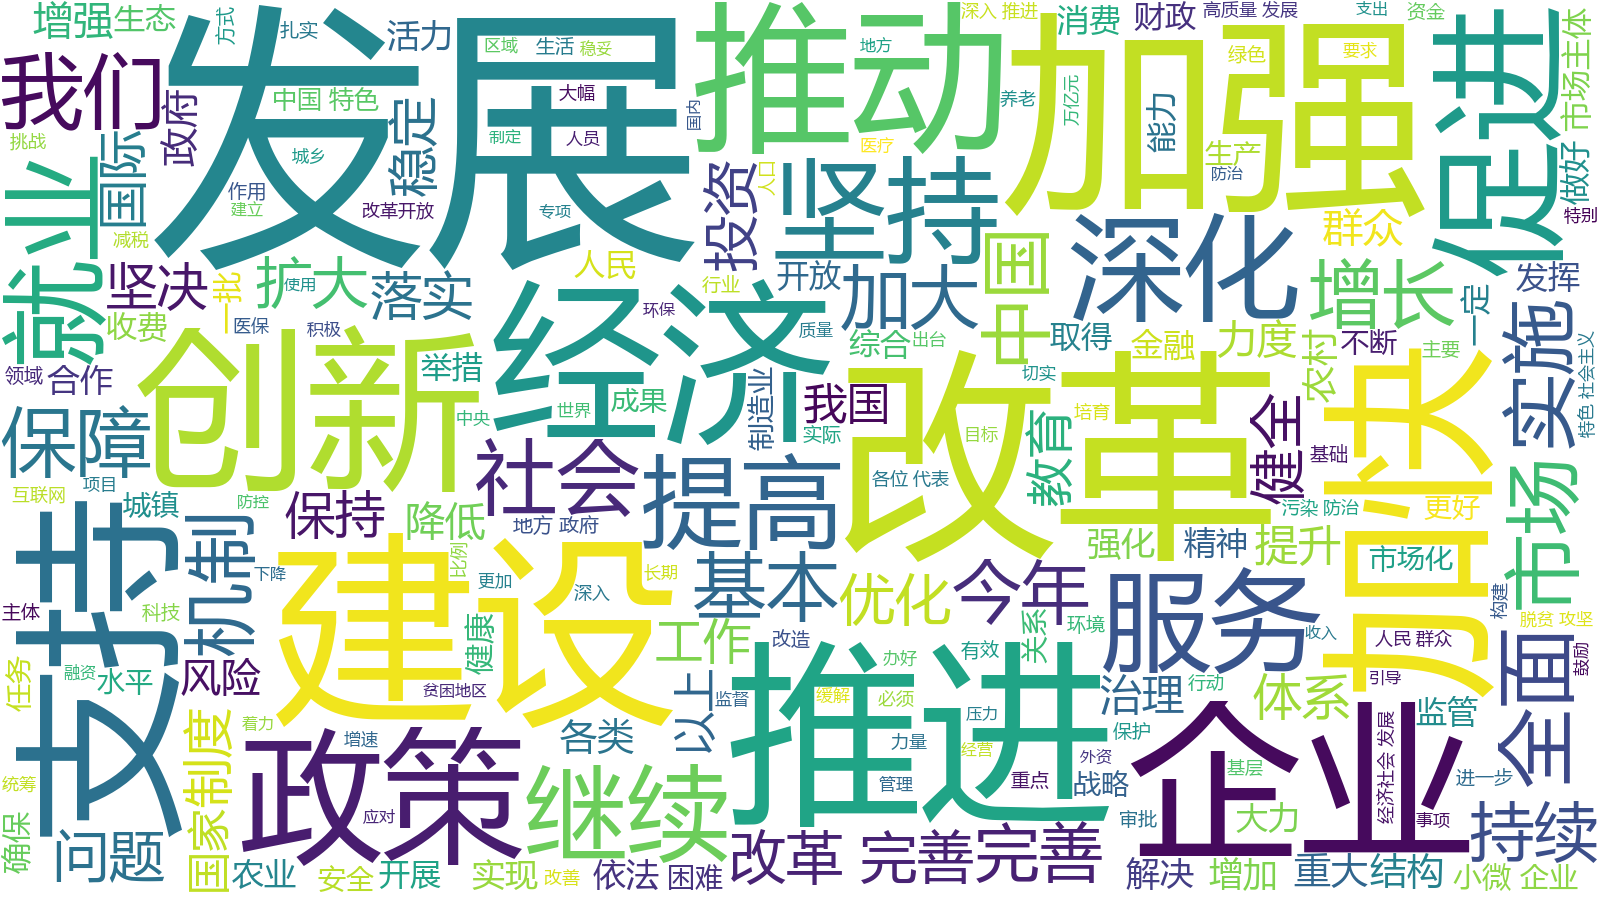 增强
生态
方式
扎实
活力
发展
区域
生活
稳妥
推动
地方
深入 推进
消费
财政
高质量 发展
支出
资金
加强
绿色
要求
促进
市场主体
我们
政府
中国 特色
稳定
大幅
制定
人员
国内
养老
万亿元
能力
生产
防治
医疗
做好
特别
挑战
国际
城乡
作用
建立
改革开放
专项
投资
人口
坚持
深化
群众
就业
减税
坚决
一批
扩大
使用
落实
人民
行业
开放
加大
中国
增长
发挥
一定
收费
医保
积极
环保
经济
质量
综合
出台
取得
金融
力度
农村
不断
主要
实施
特色 社会主义
领域
合作
创新
举措
中央
世界
成果
制造业
我国
实际
切实
培育
目标
改革
教育
健全
基础
加快
保障
互联网
项目
城镇
防控
保持
降低
社会
地方 政府
提高
各位 代表
污染 防治
更好
市场
强化
精神
提升
市场化
支持
机制
下降
建设
比例
更加
深入
长期
基本
优化
今年
服务
构建
脱贫 攻坚
主体
科技
健康
工作
改造
关系
环境
收入
人民 群众
鼓励
任务
融资
水平
风险
贫困地区
监督
办好
有效
缓解
必须
压力
推进
治理
行动
体系
引导
监管
全面
国家
制度
着力
增速
各类
以上
力量
经营
保护
外资
企业
基层
经济社会 发展
进一步
统筹
政策
应对
继续
管理
重点
战略
审批
大力
事项
持续
确保
问题
农业
安全
开展
实现
改善
依法
困难
改革
完善
完善
解决
增加
重大
结构
小微 企业